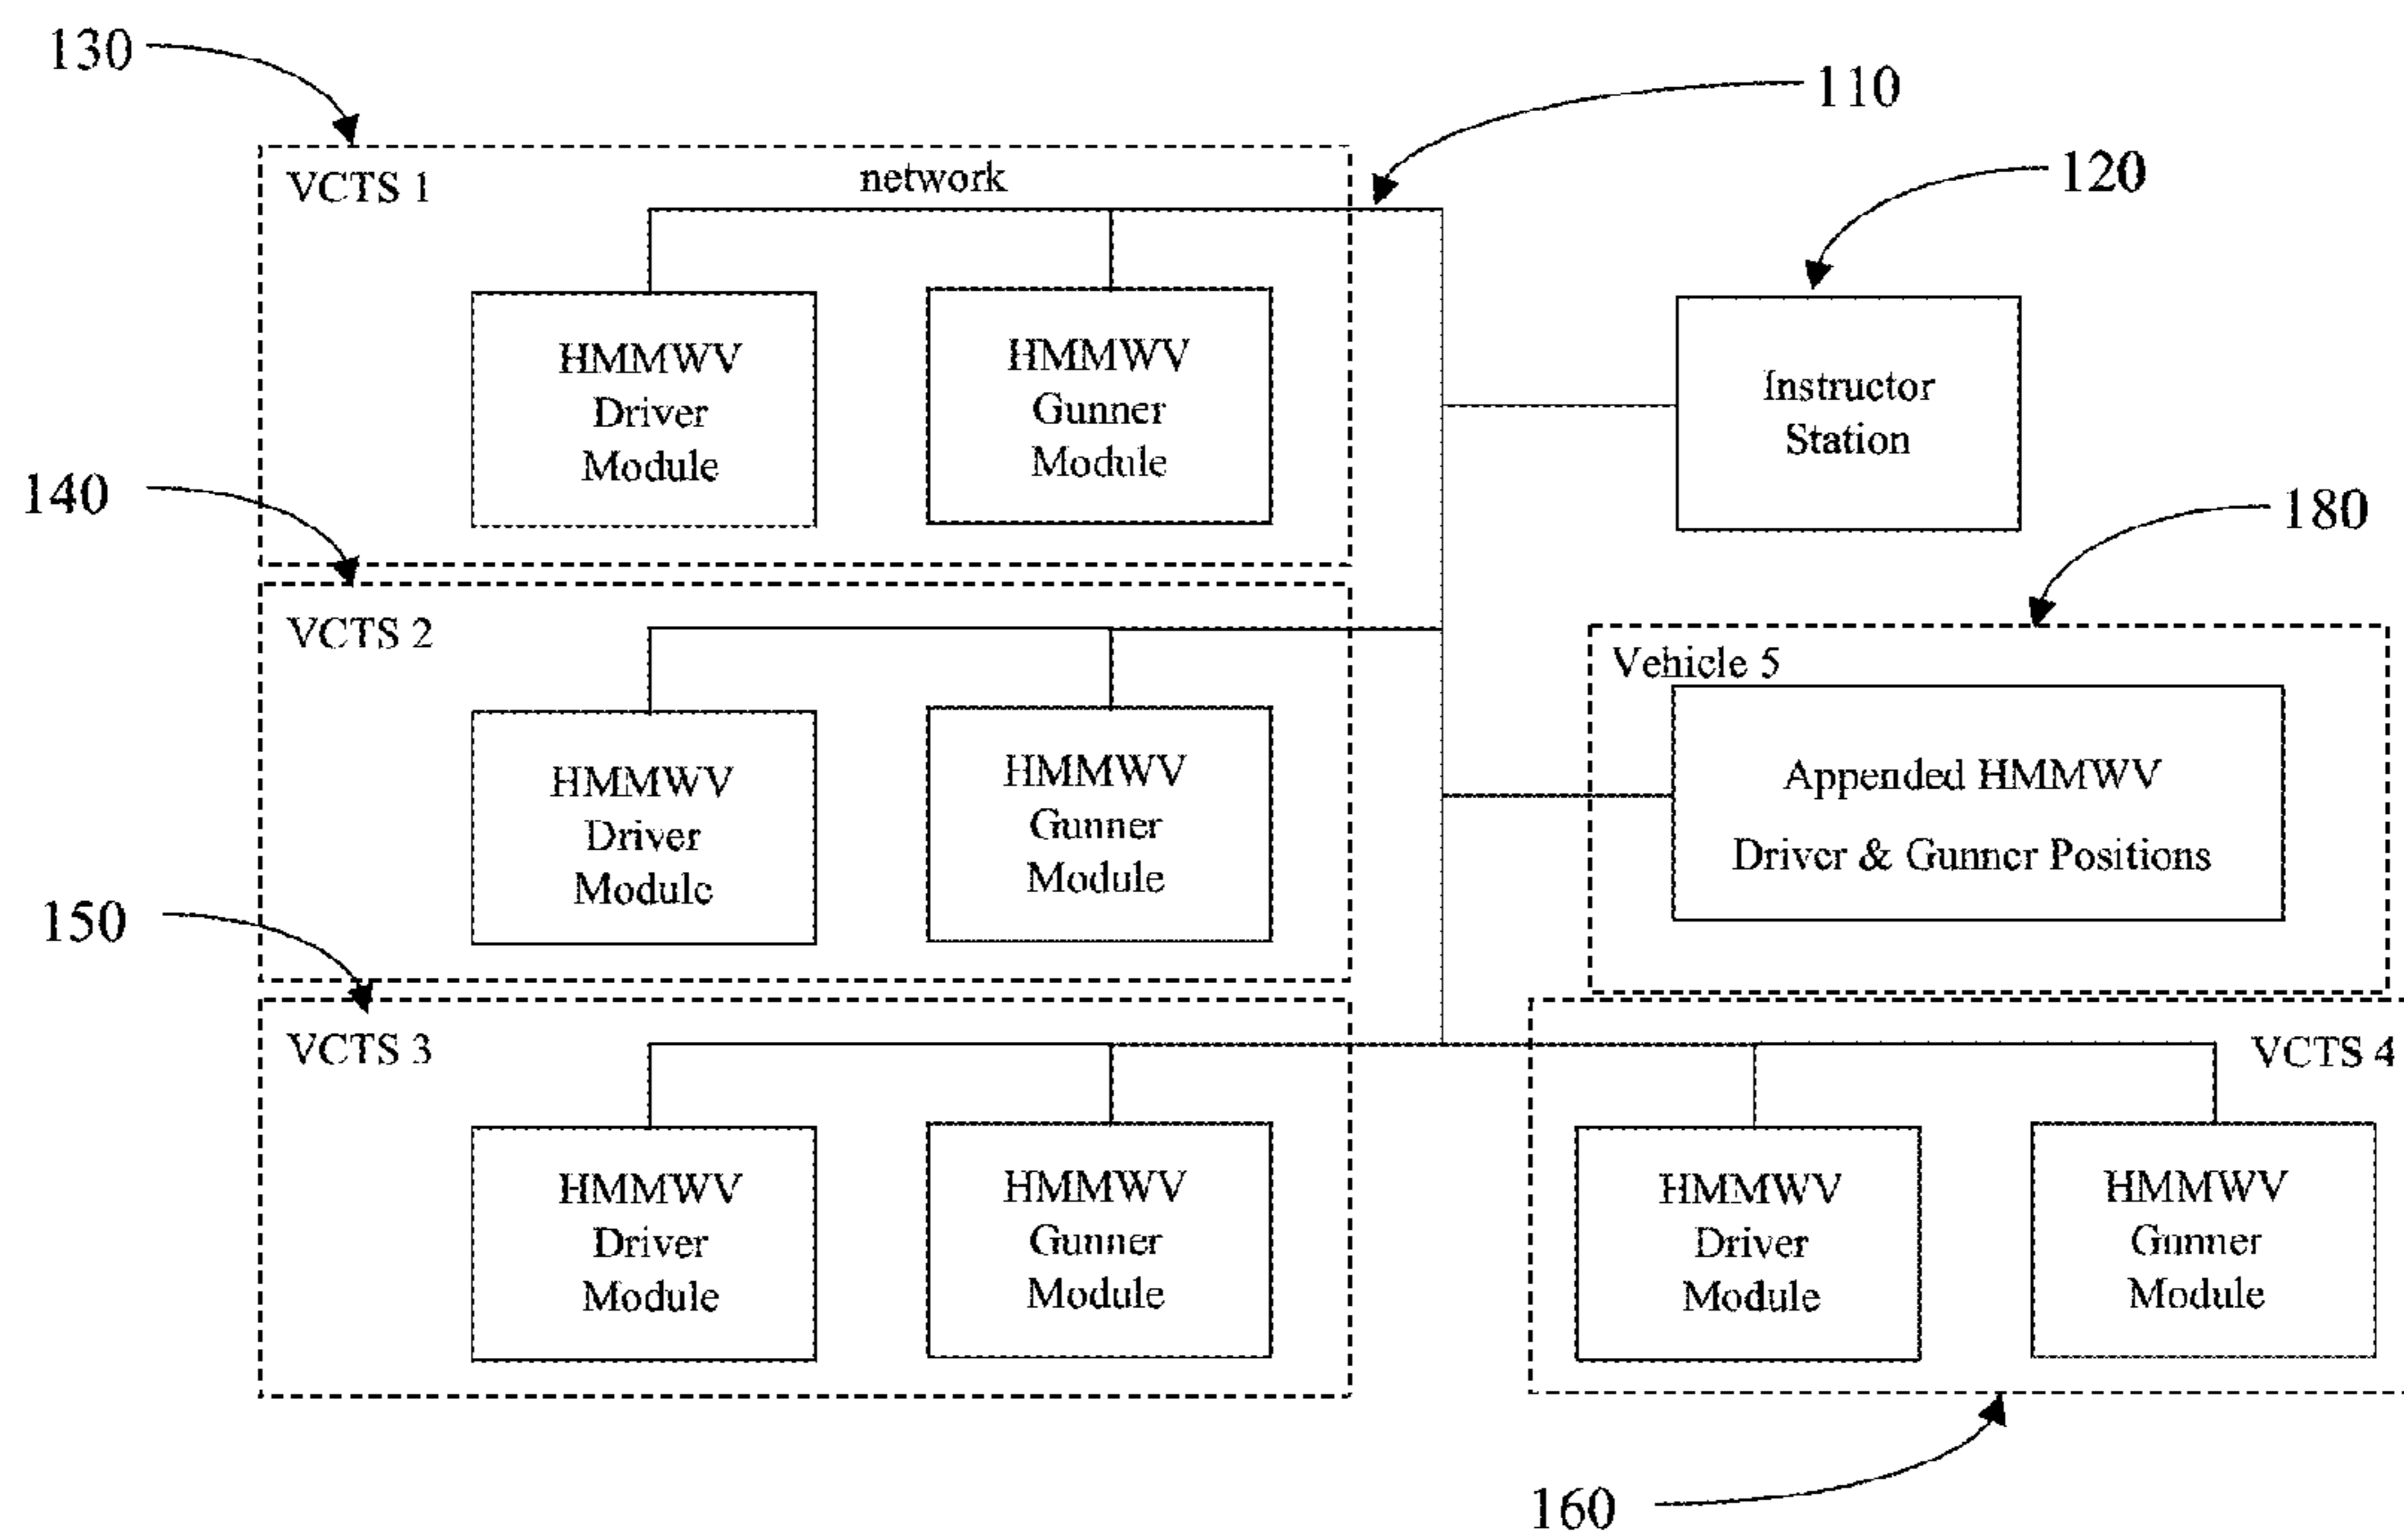 130
110
120
VCTS 1
network
HMMWV
Driver
Module
HMMWV
Gunner
Module
Instructor
Station
140
180
VCTS 2
HMMWV
Driver
Module
HMMWV
Gunner
Module
Vehicle 5
Appended HMMWV
Driver & Gunner Positions
150
VCTS 3
HMMWV
Driver
Module
HMMWV
Gunner
Module
VCTS 4
HMMWV
Driver
Module
HMMWV
Gunner
Module
160